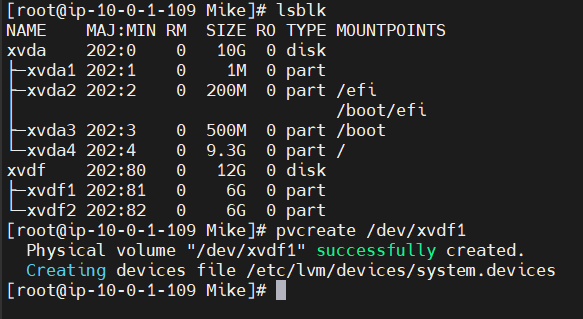 [root@ip-10-0-1-109 Mike]# lsblk
NAME    MAJ:MIN RM  SIZE RO TYPE MOUNTPOINTS
xvda    202:0    0   10G  0 disk
├─xvda1 202:1    0    1M  0 part
├─xvda2 202:2    0  200M  0 part /efi
│                                /boot/efi
├─xvda3 202:3    0  500M  0 part /boot
└─xvda4 202:4    0  9.3G  0 part /
xvdf    202:80   0   12G  0 disk
├─xvdf1 202:81   0    6G  0 part
└─xvdf2 202:82   0    6G  0 part
[root@ip-10-0-1-109 Mike]# pvcreate /dev/xvdf1
  Physical volume "/dev/xvdf1" successfully created.
  Creating devices file /etc/lvm/devices/system.devices
[root@ip-10-0-1-109 Mike]#